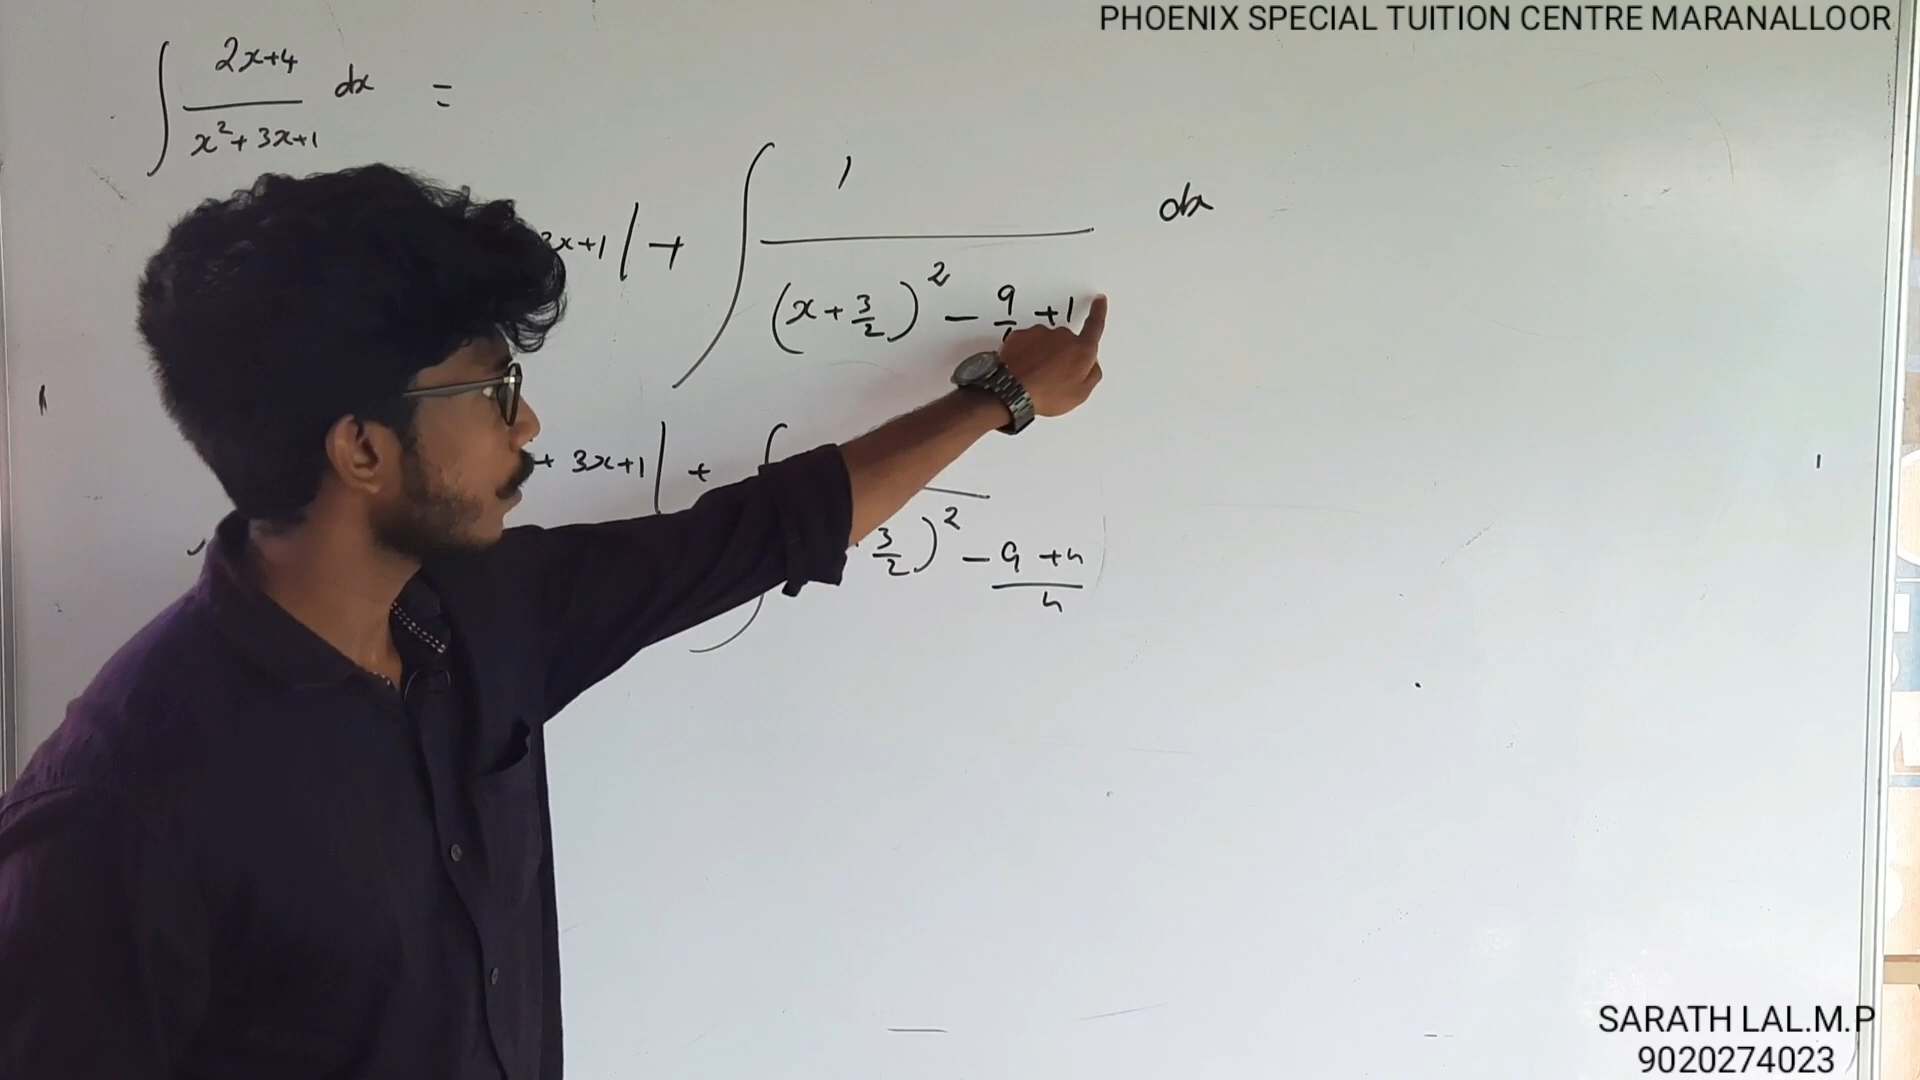 PHOENIX SPECIAL TUITION CENTRE MARANALLOOR
∫ 2x+4 / x²+3x+1 dx =
3x+1 | + ∫ 1 / (x+3/2)² - 9/ +1 dx
+ 3x+1 | + ∫ 3/2)² - 9+4 / 4
SARATH LAL.M.P
9020274023